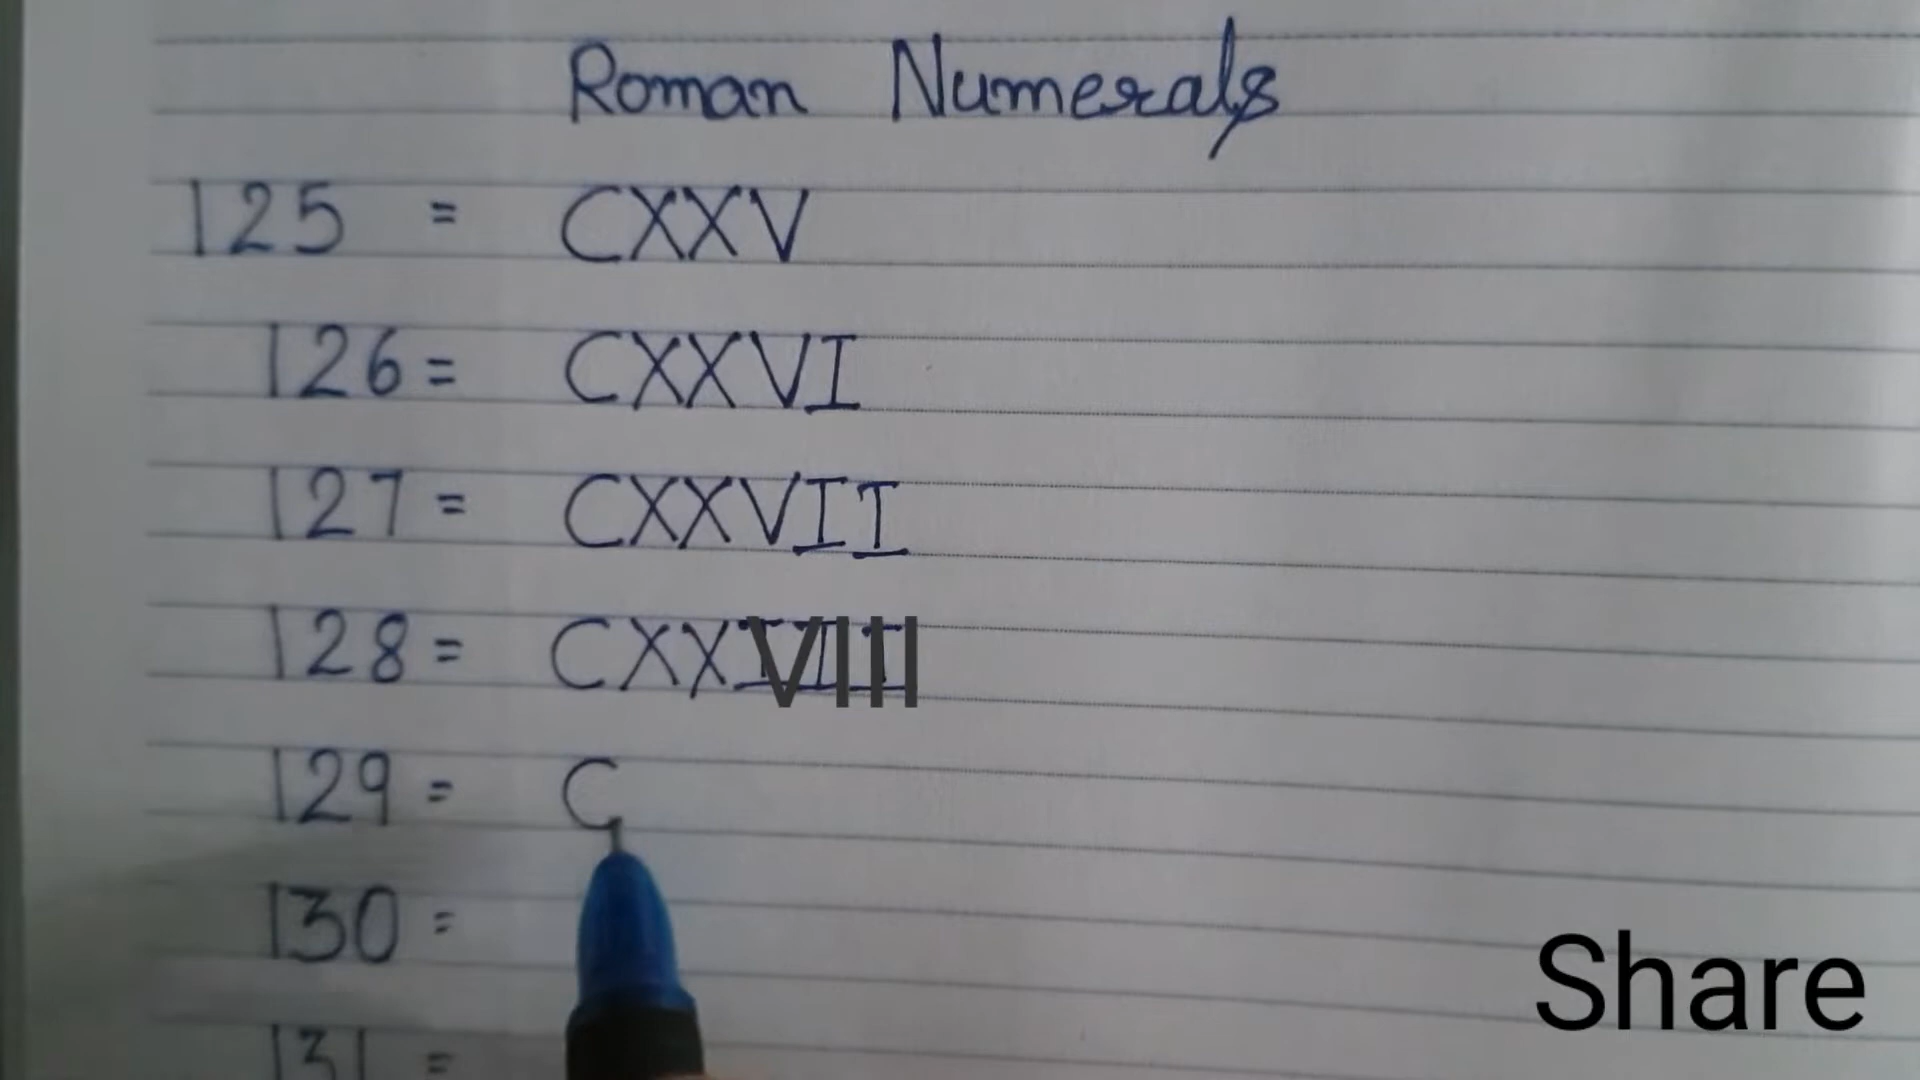 Roman Numerals
125 = CXXV
126 = CXXVI
127 = CXXVII
128 = CXXVIII
129 = C
130 =
131 =
Share